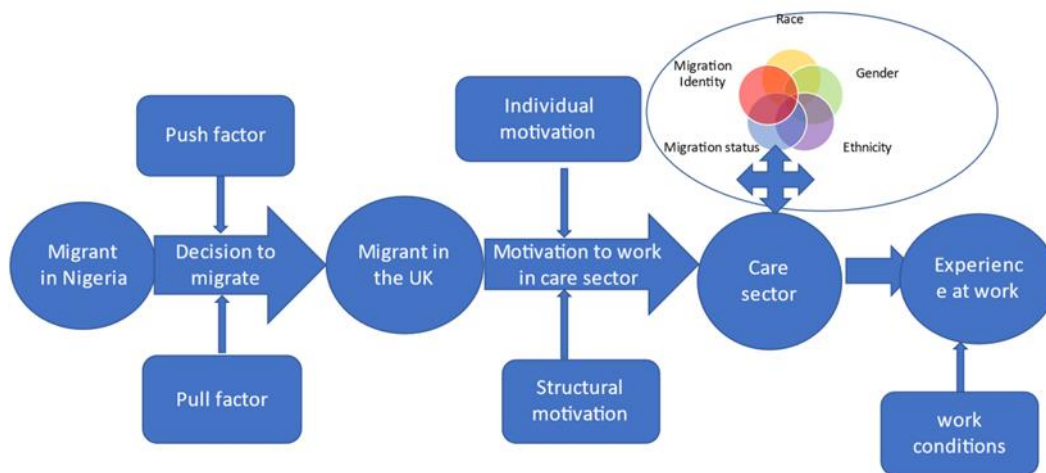 Race
Migration
Identity
Gender
Migration status
Ethnicity
Push factor
Individual
motivation
Migrant
in Nigeria
Decision to
migrate
Migrant in
the UK
Motivation to work
in care sector
Care
sector
Experienc
e at work
Pull factor
Structural
motivation
work
conditions